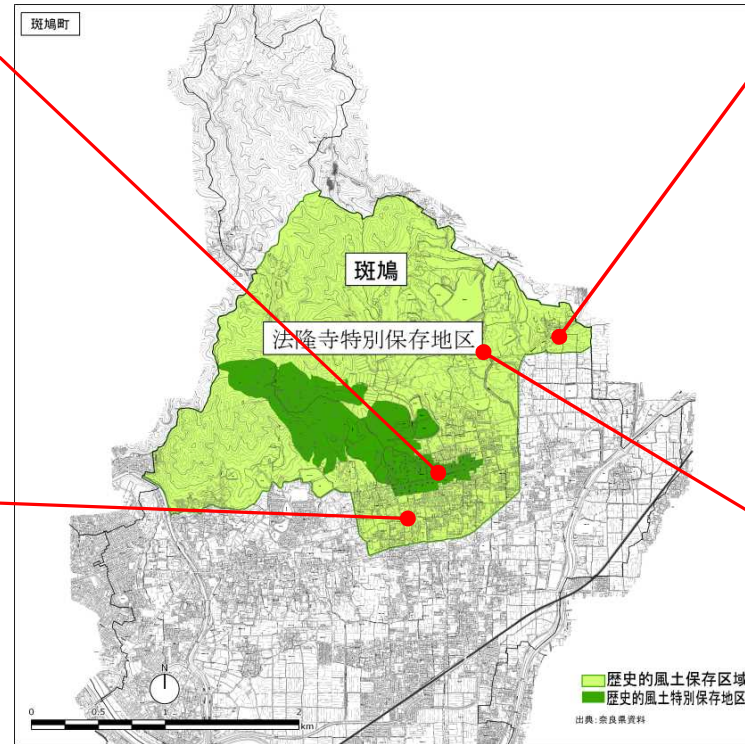 斑鳩町
斑鳩
法隆寺特別保存地区
N
0 0.5 1 2
km
歴史的風土保存区域
歴史的風土特別保存地区
出典:奈良県資料